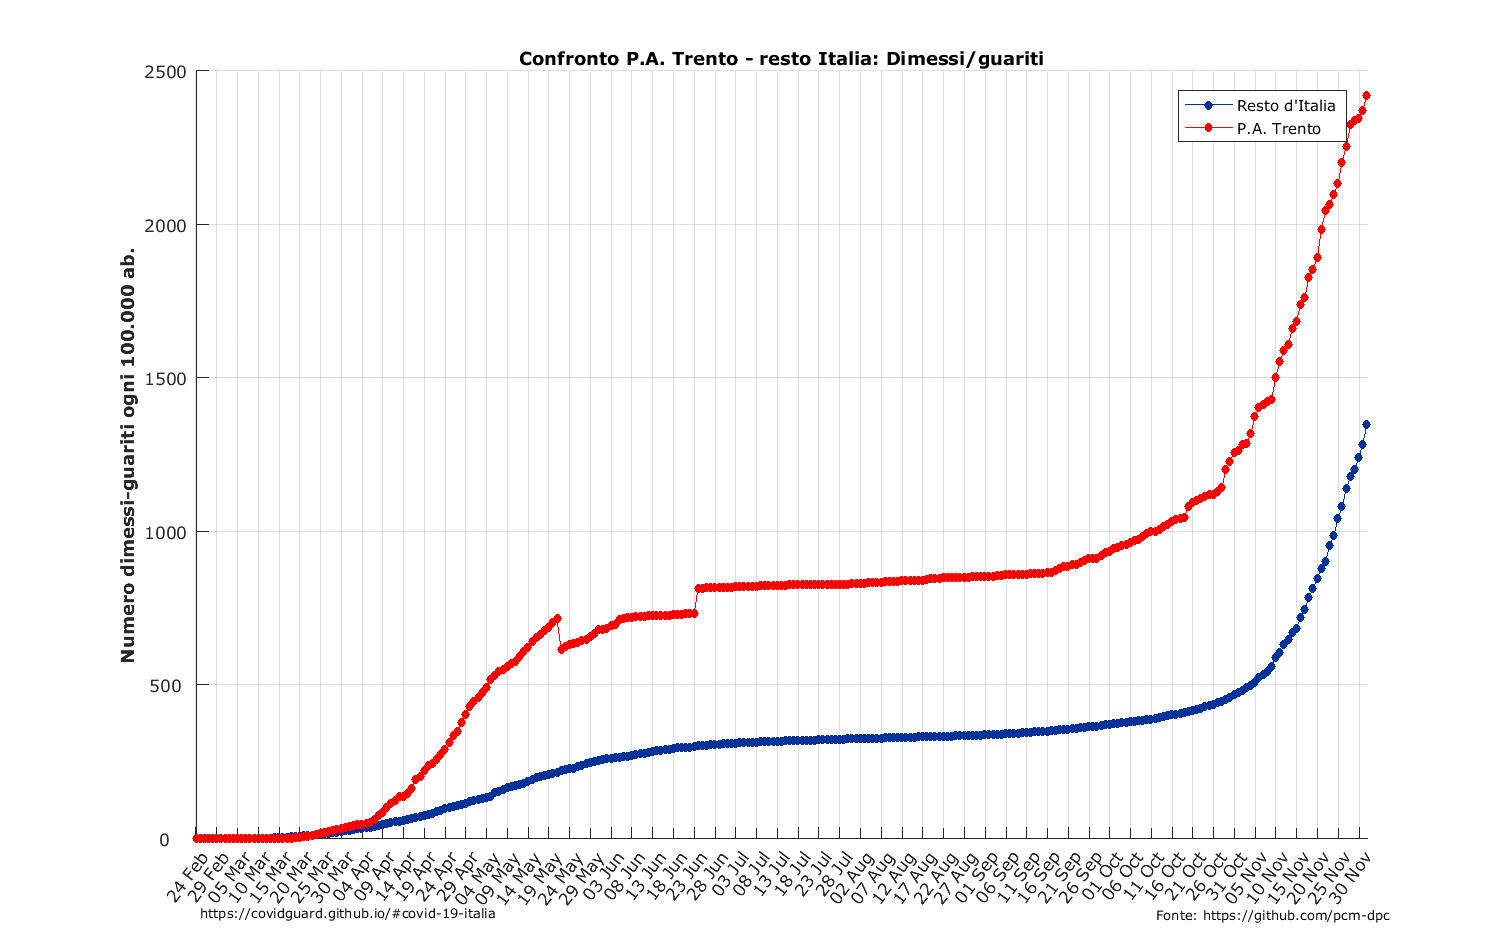 Confronto P.A. Trento - resto Italia: Dimessi/guariti
Numero dimessi-guariti ogni 100.000 ab.
2500
2000
1500
1000
500
0
Resto d'Italia
P.A. Trento
24 Feb
29 Feb
05 Mar
10 Mar
15 Mar
20 Mar
25 Mar
30 Mar
04 Apr
09 Apr
14 Apr
19 Apr
24 Apr
29 Apr
04 May
09 May
14 May
19 May
24 May
29 May
03 Jun
08 Jun
13 Jun
18 Jun
23 Jun
28 Jun
03 Jul
08 Jul
13 Jul
18 Jul
23 Jul
28 Jul
02 Aug
07 Aug
12 Aug
17 Aug
22 Aug
27 Aug
01 Sep
06 Sep
11 Sep
16 Sep
21 Sep
26 Sep
01 Oct
06 Oct
11 Oct
16 Oct
21 Oct
26 Oct
31 Oct
05 Nov
10 Nov
15 Nov
20 Nov
25 Nov
30 Nov
https://covidguard.github.io/#covid-19-italia
Fonte: https://github.com/pcm-dpc